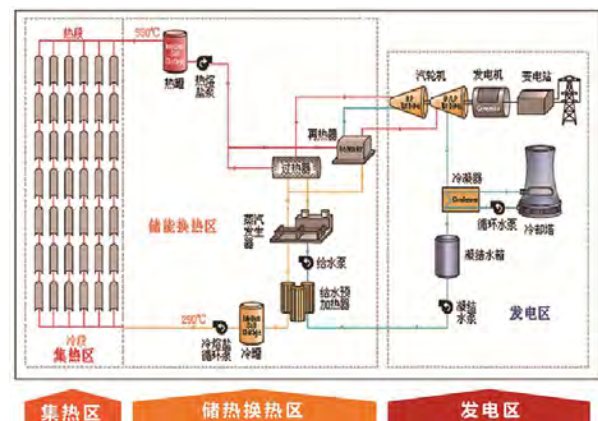 热段
550℃
热罐
热熔
盐泵
储能换热区
过热器
再热器
蒸汽
发生
器
给水泵
给水预
加热器
290℃
冷熔盐
循环泵
冷罐
冷段
集热区
汽轮机
发电机
变电站
冷凝器
循环水泵
冷却塔
凝结水箱
凝结
水泵
发电区
集热区
储热换热区
发电区